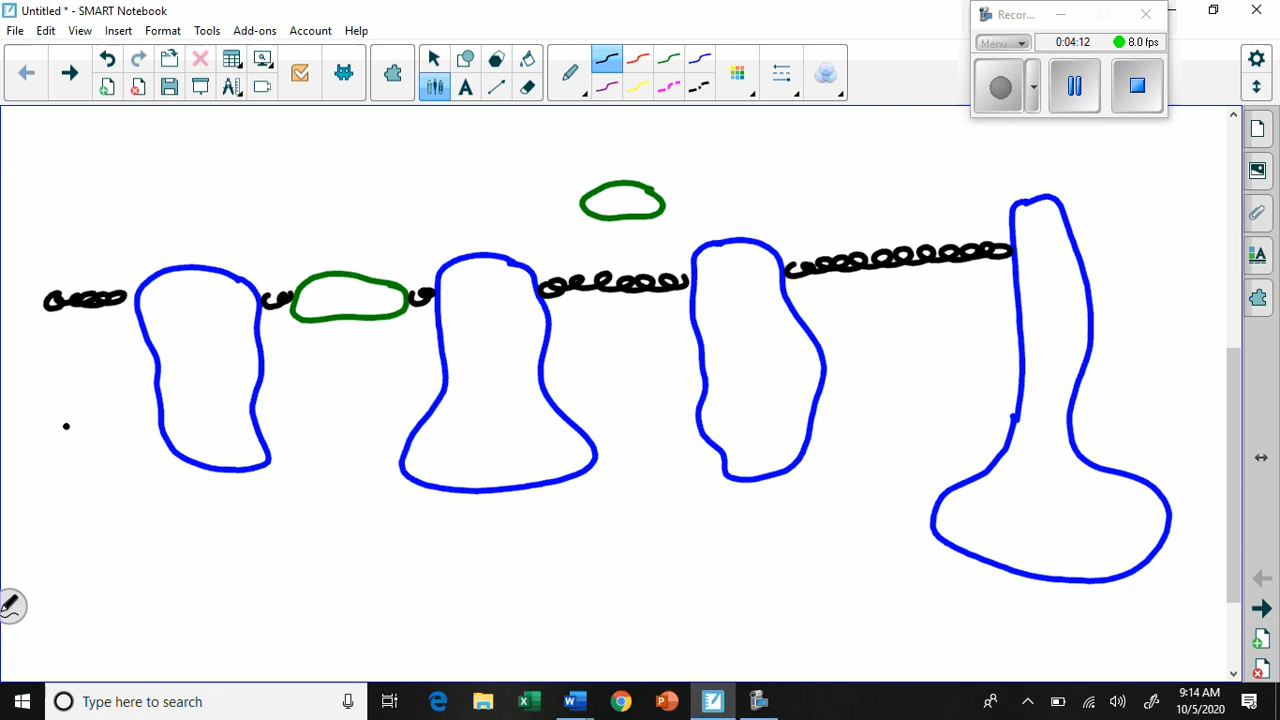 Untitled * - SMART Notebook
Recor...
File Edit View Insert Format Tools Add-ons Account Help
Menu 0:04:12 8.0 fps
Type here to search
9:14 AM
10/5/2020